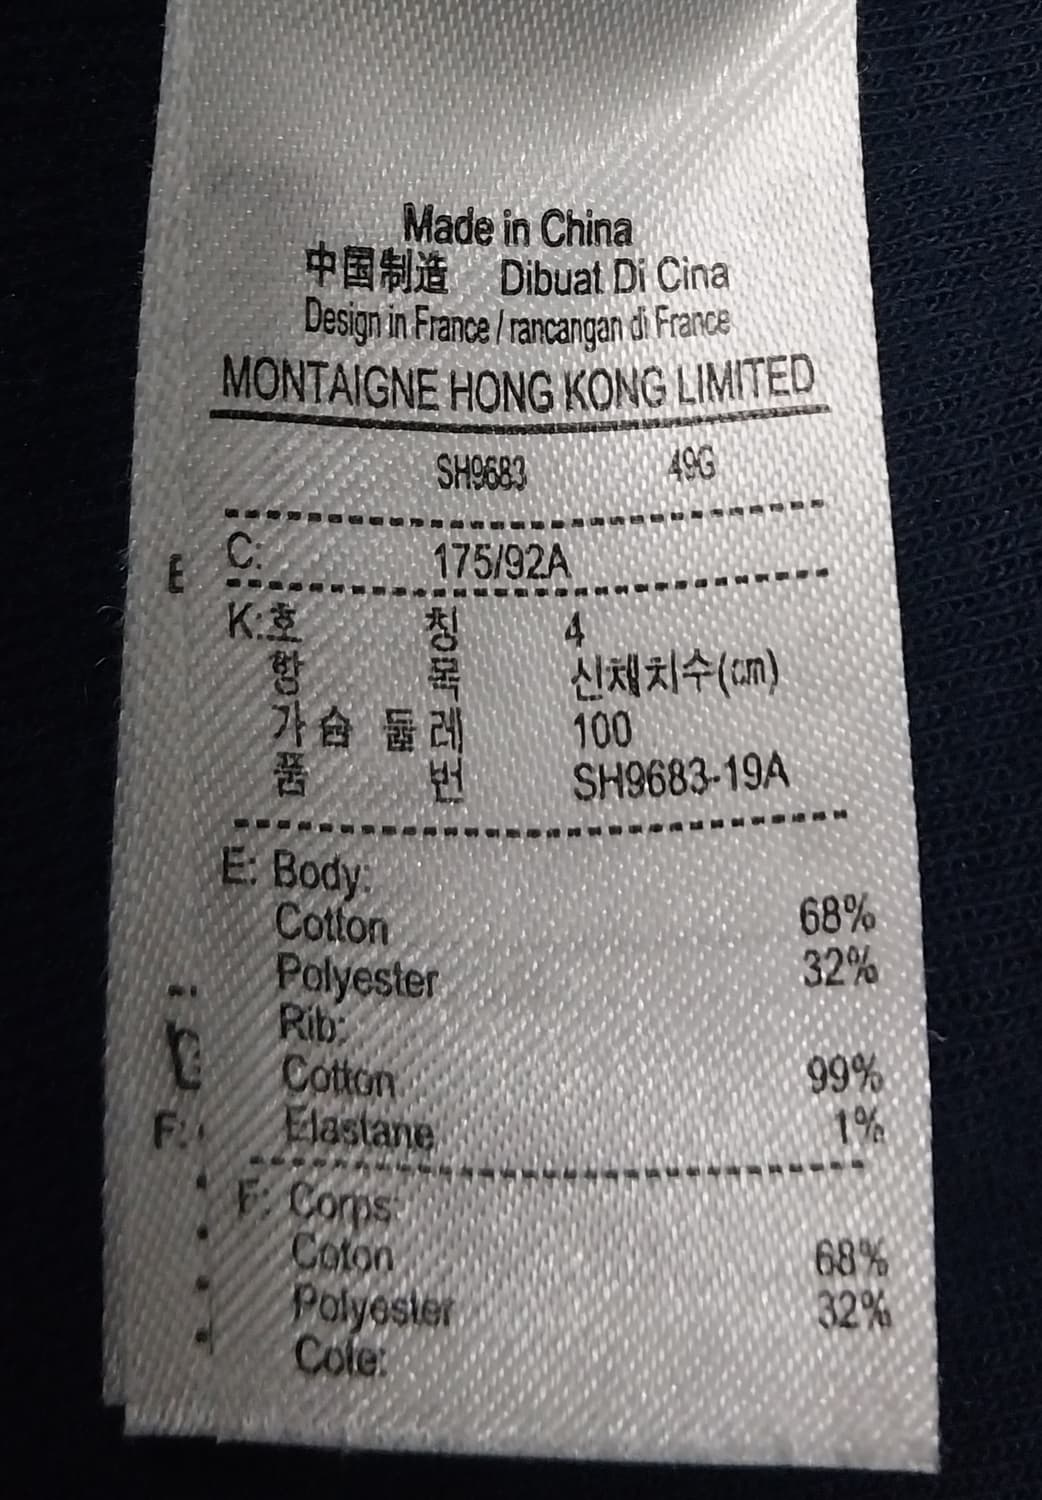 Made in China
中国制造 Dibuat Di Cina
Design in France / rancangan di France
MONTAIGNE HONG KONG LIMITED
SH9683 49G
C: 175/92A
K:호 칭 4
항 목 신체치수(cm)
가슴둘레 100
품 번 SH9683-19A
E: Body:
Cotton 68%
Polyester 32%
Rib:
Cotton 99%
Elastane 1%
F: Corps:
Coton 68%
Polyester 32%
Cote: